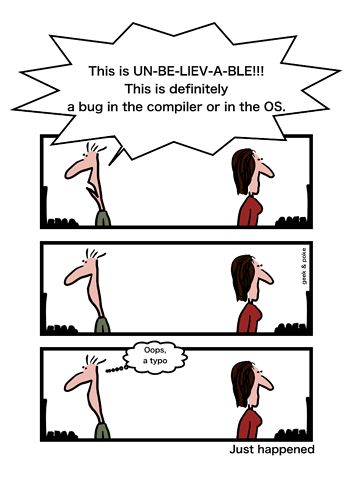 This is UN-BE-LIEV-A-BLE!!!
This is definitely
a bug in the compiler or in the OS.
geek & poke
Oops,
a typo
Just happened